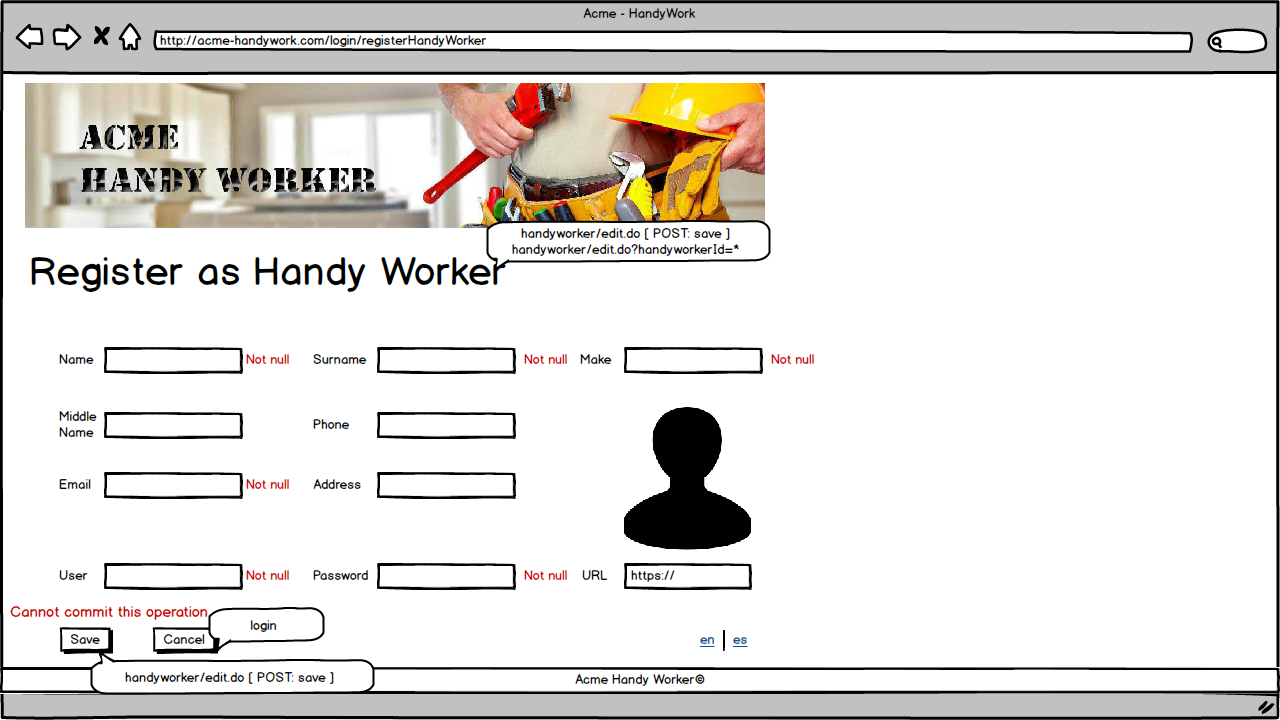 Acme - HandyWork
http://acme-handywork.com/login/registerHandyWorker
ACME
HANDY WORKER
handyworker/edit.do [ POST: save ]
handyworker/edit.do?handyworkerId=*
Register as Handy Worker
Name Not null Surname Not null Make Not null
Middle
Name
Phone
Email Not null Address
User Not null Password Not null URL https://
Cannot commit this operation
login
Save Cancel en es
handyworker/edit.do [ POST: save ]
Acme Handy Worker©